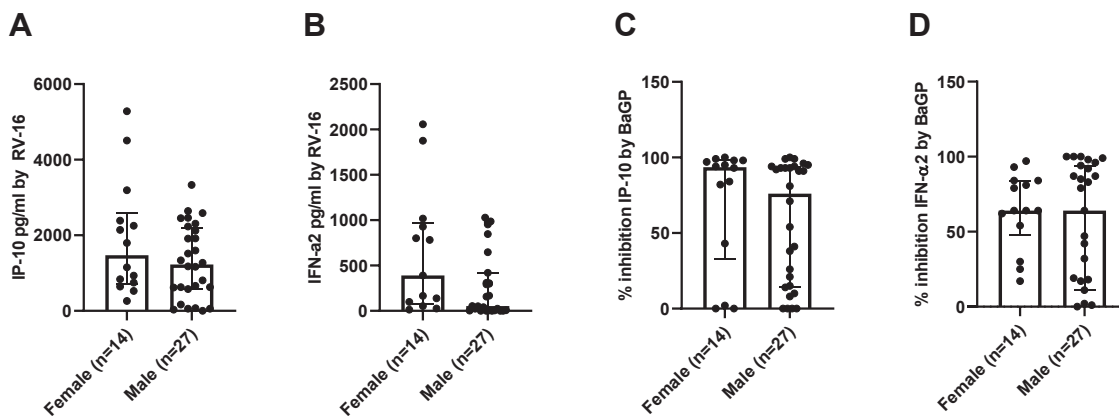 A
B
C
D
IP-10 pg/ml by RV-16
6000
4000
2000
0
Female (n=14)
Male (n=27)
IFN-a2 pg/ml by RV-16
2500
2000
1500
1000
500
0
Female (n=14)
Male (n=27)
% inhibition IP-10 by BaGP
150
100
50
0
Female (n=14)
Male (n=27)
% inhibition IFN-α2 by BaGP
150
100
50
0
Female (n=14)
Male (n=27)